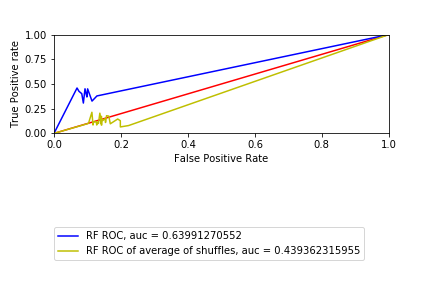 1.00
0.75
0.50
0.25
0.00
True Positive rate
0.0
0.2
0.4
0.6
0.8
1.0
False Positive Rate
RF ROC, auc = 0.63991270552
RF ROC of average of shuffles, auc = 0.439362315955